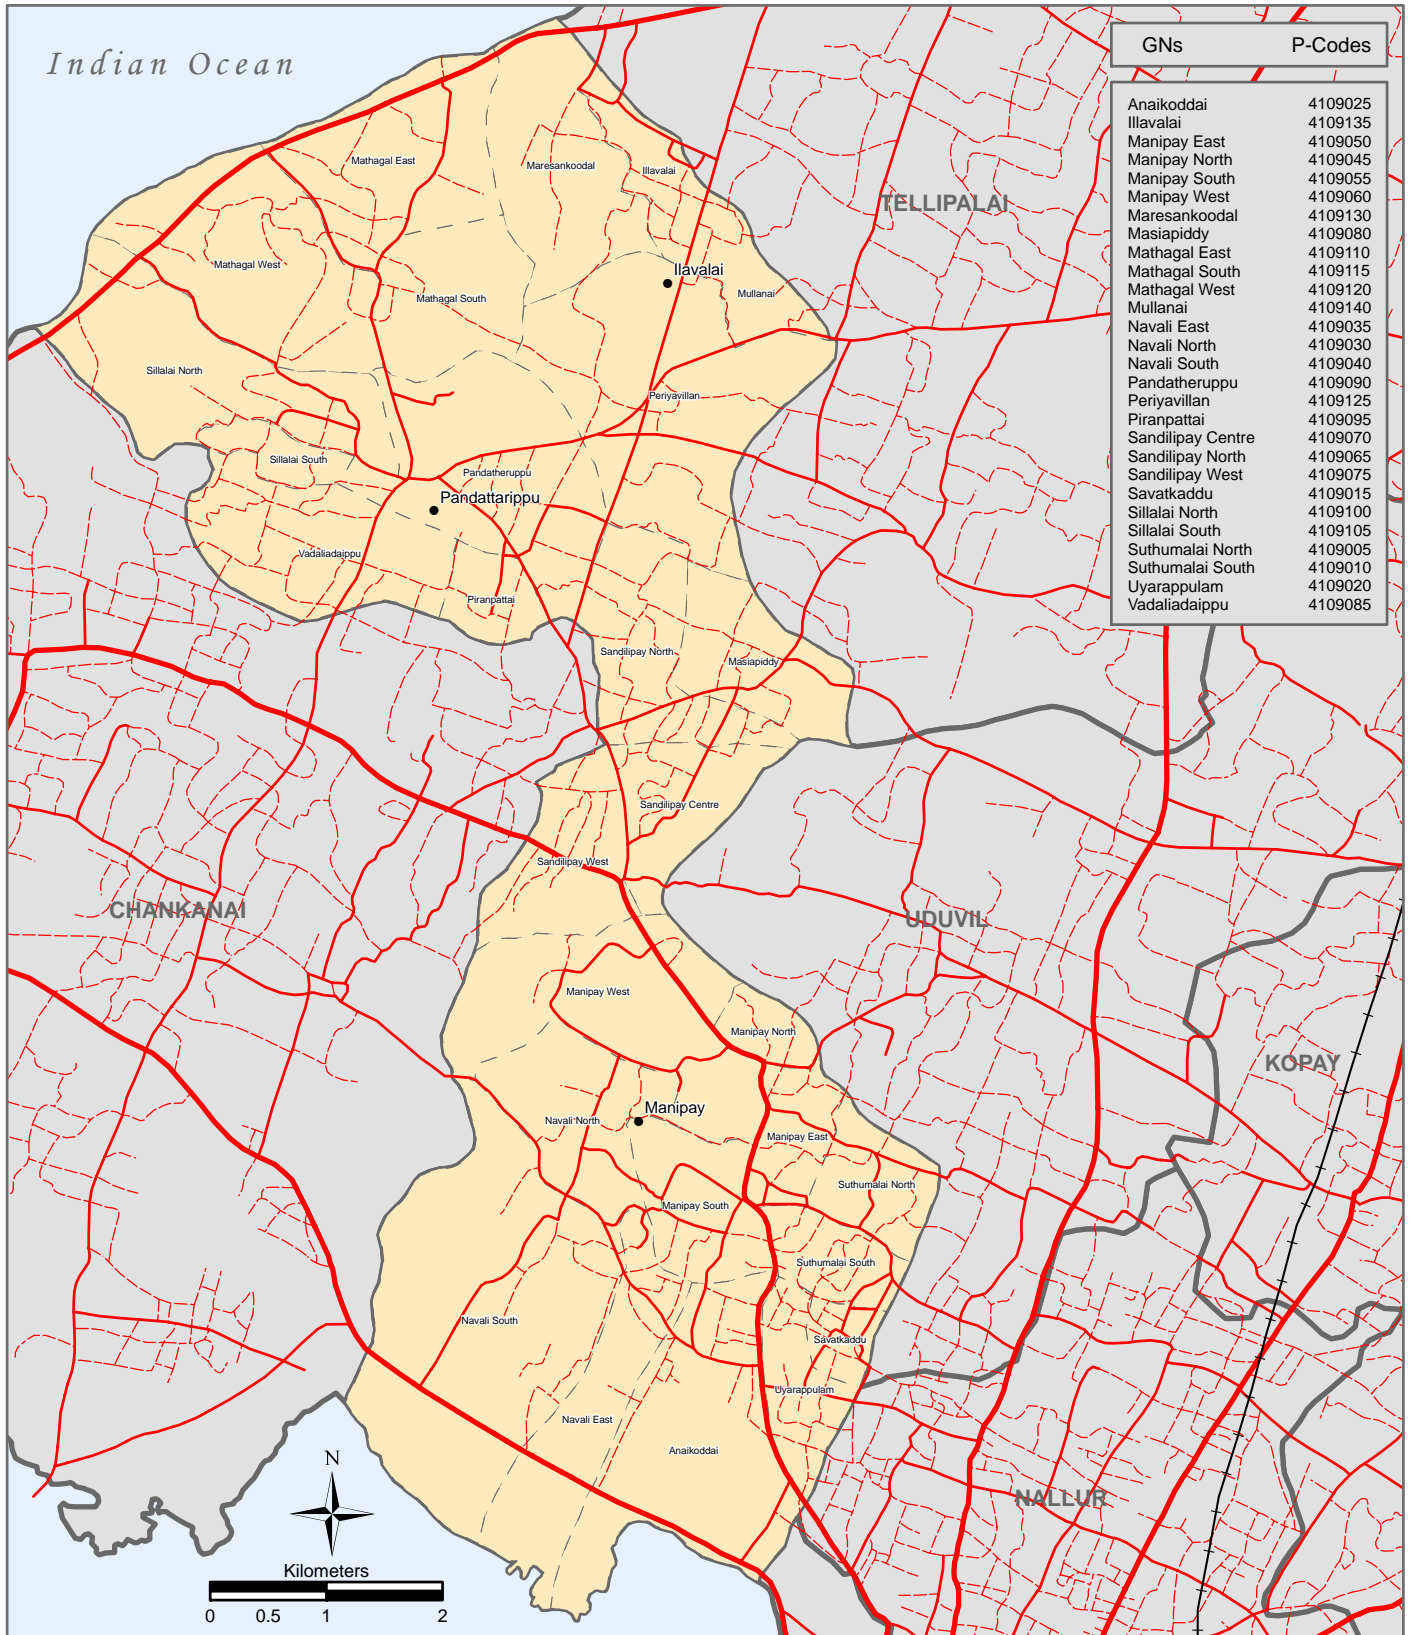 Indian Ocean
GNs P-Codes
Anaikoddai 4109025
Illavalai 4109135
Manipay East 4109050
Manipay North 4109045
Manipay South 4109055
Manipay West 4109060
Maresankoodal 4109130
Masiapiddy 4109080
Mathagal East 4109110
Mathagal South 4109115
Mathagal West 4109120
Mullanai 4109140
Navali East 4109035
Navali North 4109030
Navali South 4109040
Pandatheruppu 4109090
Periyavillan 4109125
Piranpattai 4109095
Sandilipay Centre 4109070
Sandilipay North 4109065
Sandilipay West 4109075
Savatkaddu 4109015
Sillalai North 4109100
Sillalai South 4109105
Suthumalai North 4109005
Suthumalai South 4109010
Uyarappulam 4109020
Vadaliadaippu 4109085
Mathagal East
Maresankoodal
Illavalai
TELLIPALAI
Mathagal West
Ilavalai
Mullanai
Mathagal South
Sillalai North
Periyavillan
Sillalai South
Pandatheruppu
Pandattarippu
Vadaliadaippu
Piranpattai
Sandilipay North
Masiapiddy
Sandilipay Centre
Sandilipay West
CHANKANAI
UDUVIL
Manipay West
Manipay North
KOPAY
Manipay
Navali North
Manipay East
Suthumalai North
Manipay South
Suthumalai South
Navali South
Savatkaddu
Uyarappulam
Navali East
Anaikoddai
NALLUR
N
Kilometers
0 0.5 1 2